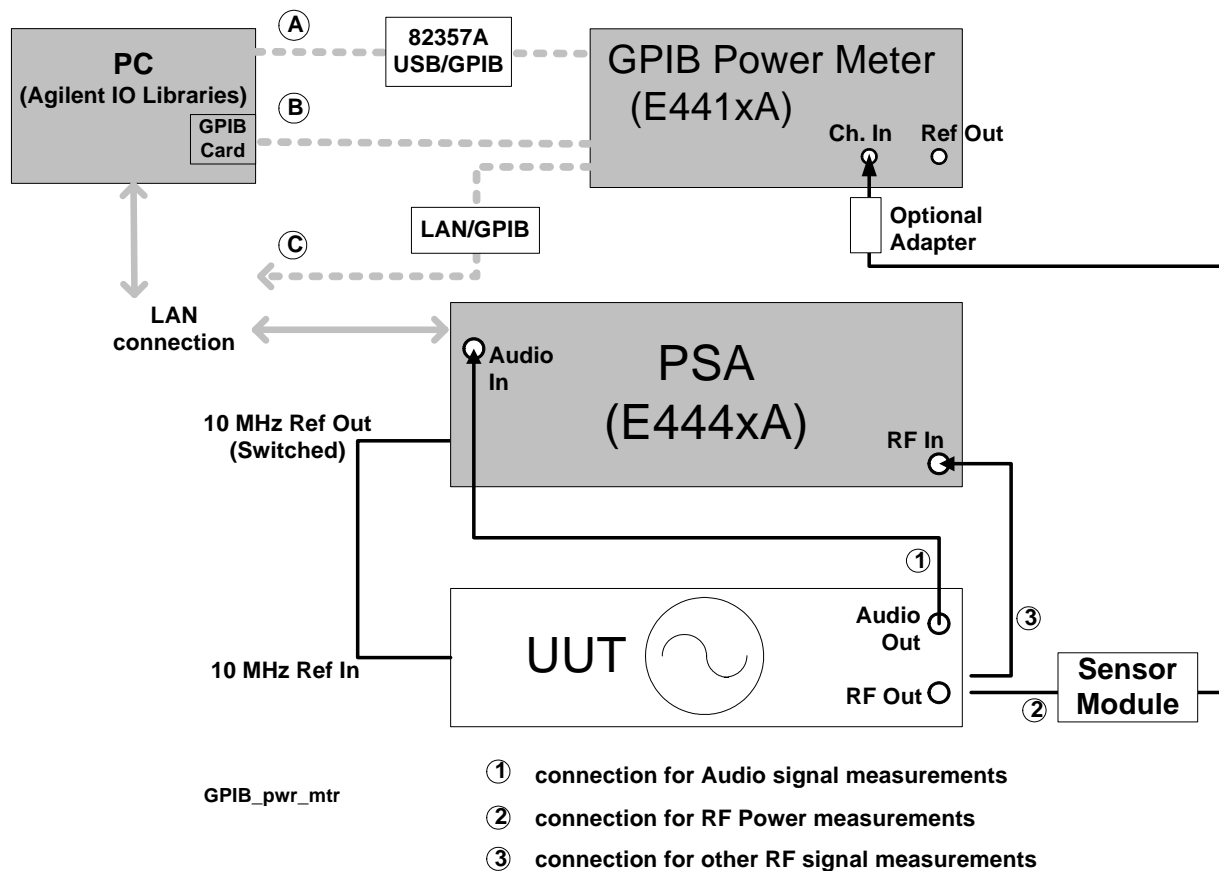 A
82357A
USB/GPIB
PC
(Agilent IO Libraries)
GPIB
Card
B
GPIB Power Meter
(E441xA)
Ch. In
Ref Out
Optional
Adapter
LAN/GPIB
C
LAN
connection
Audio
In
PSA
(E444xA)
RF In
10 MHz Ref Out
(Switched)
1
3
UUT
Audio
Out
RF Out
10 MHz Ref In
2
Sensor
Module
GPIB_pwr_mtr
1 connection for Audio signal measurements
2 connection for RF Power measurements
3 connection for other RF signal measurements